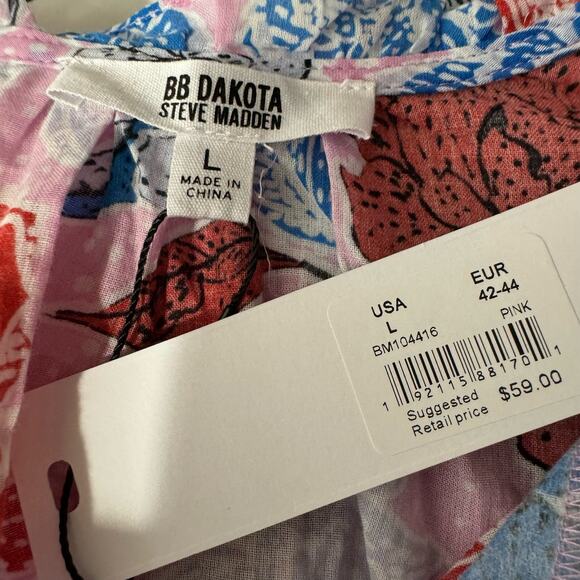 BB DAKOTA
STEVE MADDEN
L
MADE IN
CHINA
USA EUR
L 42-44
BM104416 PINK
1 92115 88170 1
Suggested
Retail price $59.00